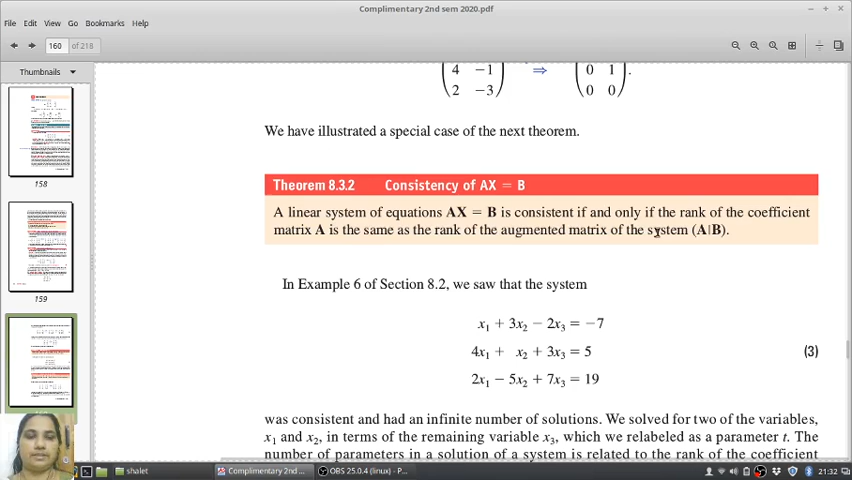 Complimentary 2nd sem 2020.pdf
File Edit View Go Bookmarks Help
160 of 218
Thumbnails
158
159
4 −1 ⇒ 0 1
2 −3 0 0 .
We have illustrated a special case of the next theorem.
Theorem 8.3.2 Consistency of AX = B
A linear system of equations AX = B is consistent if and only if the rank of the coefficient
matrix A is the same as the rank of the augmented matrix of the system (A|B).
In Example 6 of Section 8.2, we saw that the system
x₁ + 3x₂ − 2x₃ = −7
4x₁ + x₂ + 3x₃ = 5 (3)
2x₁ − 5x₂ + 7x₃ = 19
was consistent and had an infinite number of solutions. We solved for two of the variables,
x₁ and x₂, in terms of the remaining variable x₃, which we relabeled as a parameter t. The
number of parameters in a solution of a system is related to the rank of the coefficient
shalet Complimentary 2nd ... OBS 25.0.4 (linux) - P... 21:32